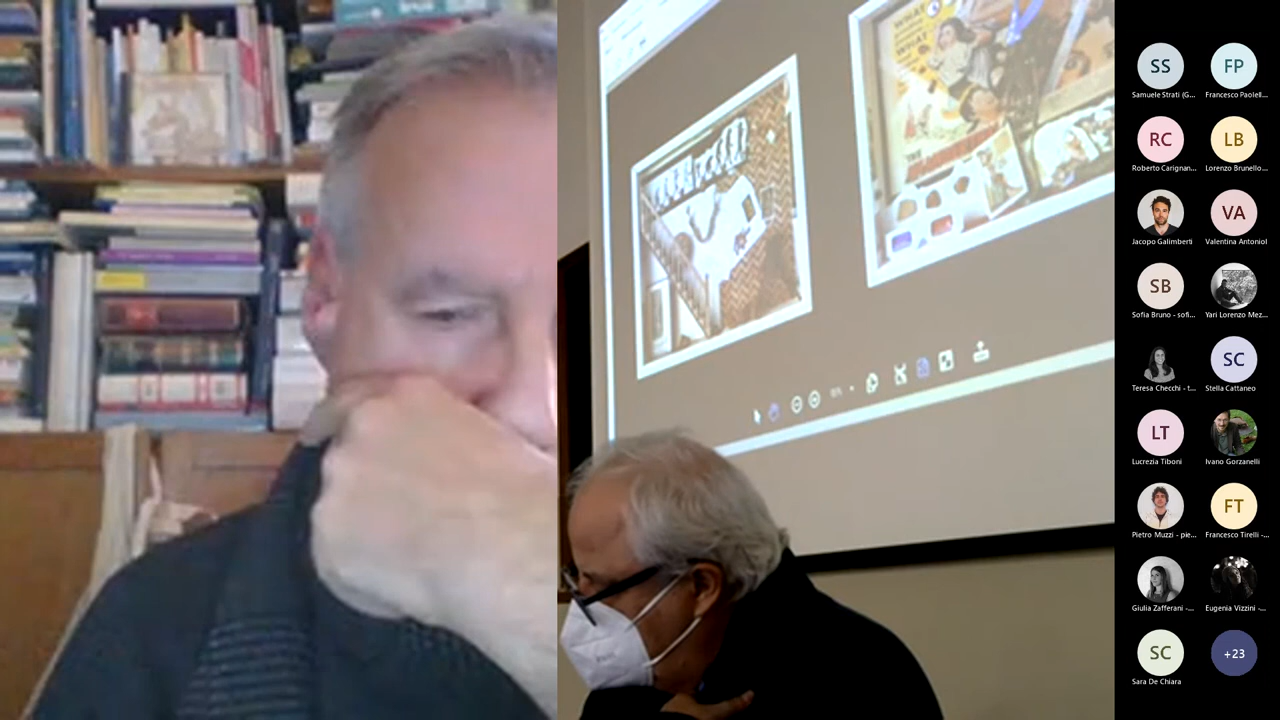 WHAT
WHAT
SS
FP
Samuele Strati (G...
Francesco Paolell...
RC
LB
Roberto Carignan...
Lorenzo Brunello...
VA
Jacopo Galimberti
Valentina Antoniol
SB
Sofia Bruno - sofi...
Yari Lorenzo Mez...
SC
Teresa Checchi - t...
Stella Cattaneo
LT
Lucrezia Tiboni
Ivano Gorzanelli
FT
Pietro Muzzi - pie...
Francesco Tirelli -...
Giulia Zafferani -...
Eugenia Vizzini -...
SC
+23
Sara De Chiara